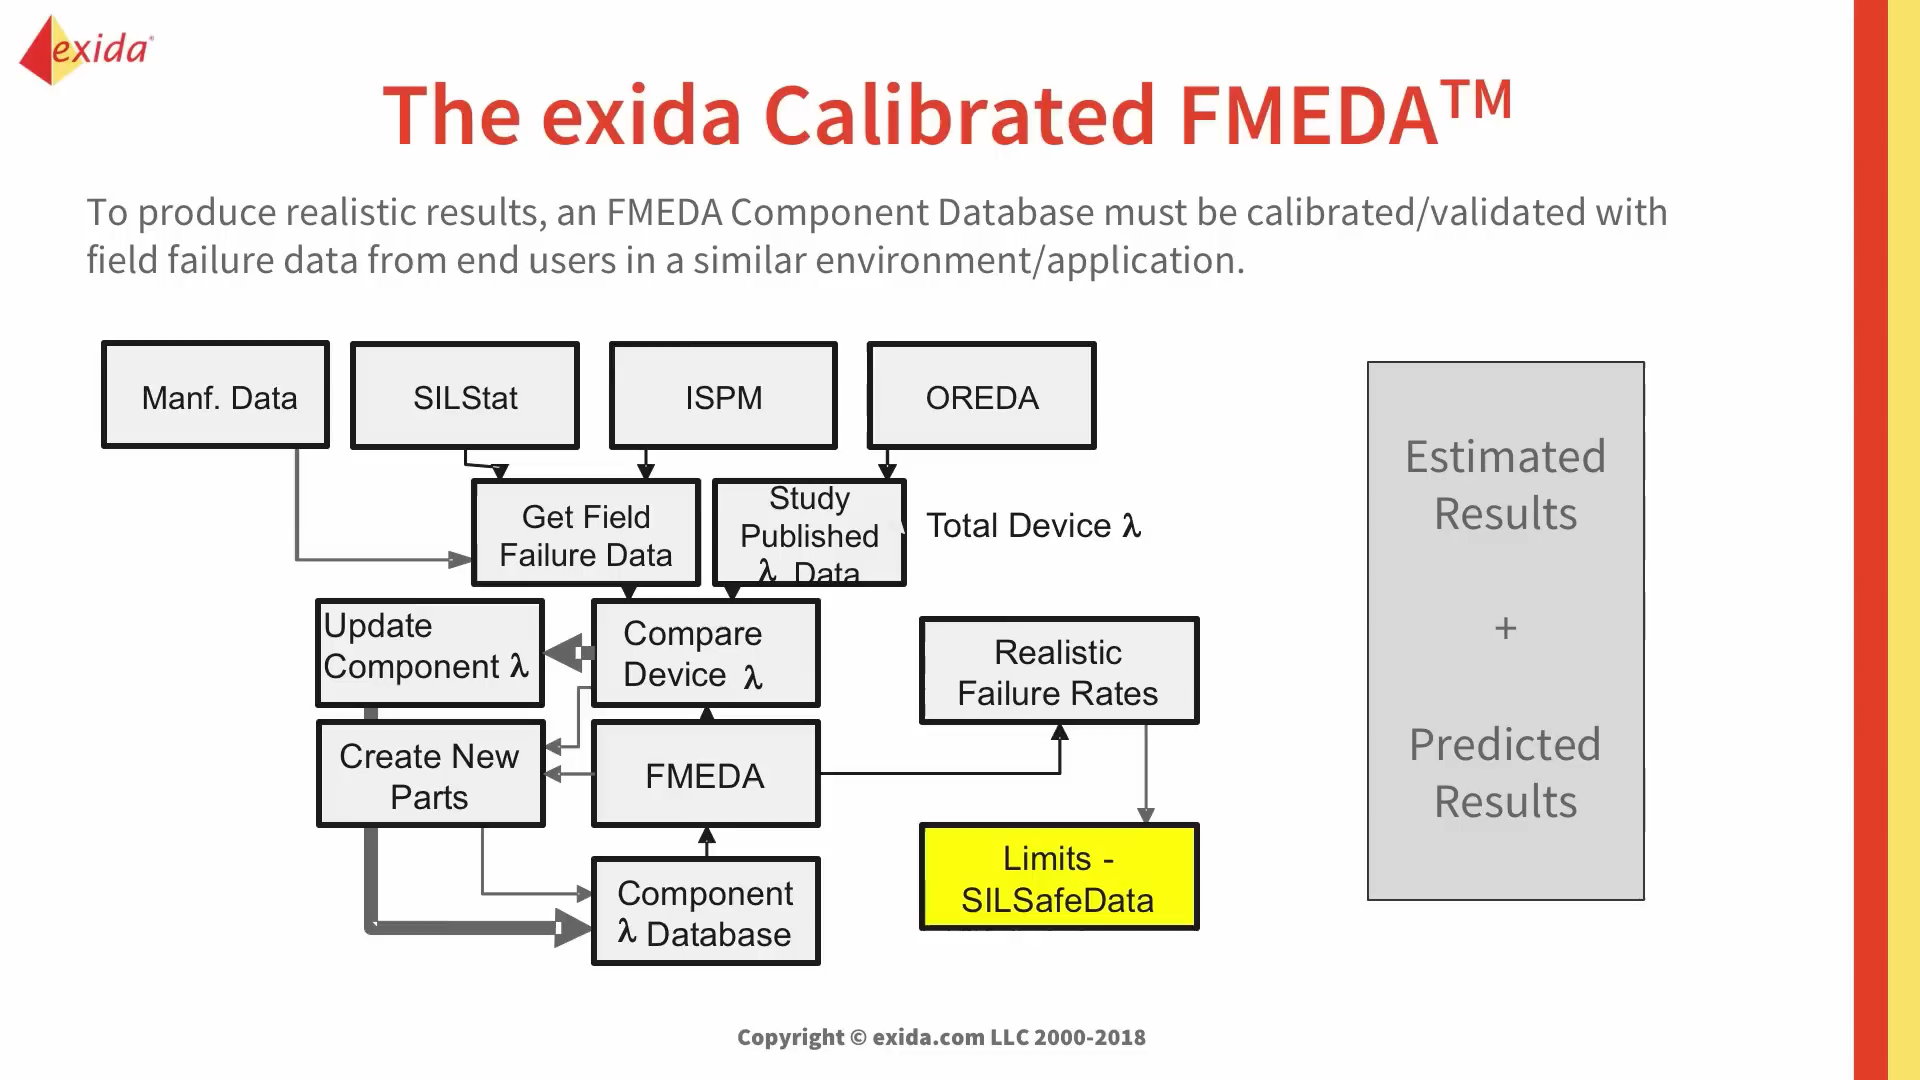 exida
The exida Calibrated FMEDA™
To produce realistic results, an FMEDA Component Database must be calibrated/validated with
field failure data from end users in a similar environment/application.
Manf. Data
SILStat
ISPM
OREDA
Get Field
Failure Data
Study
Published
λ Data
Total Device λ
Update
Component λ
Compare
Device λ
Realistic
Failure Rates
Create New
Parts
FMEDA
Limits -
SILSafeData
Component
λ Database
Estimated
Results
+
Predicted
Results
Copyright © exida.com LLC 2000-2018